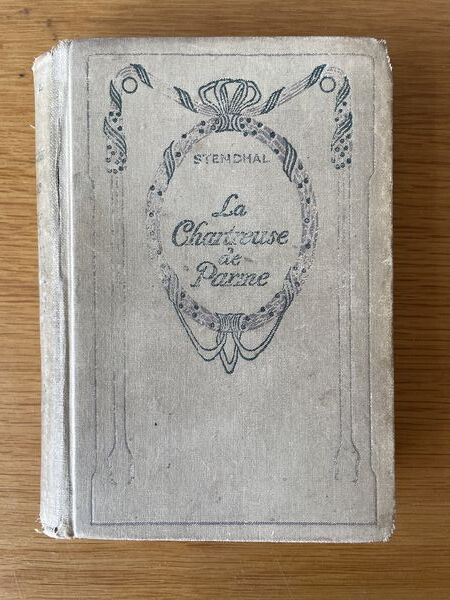 STENDHAL
La
Chartreuse
de
Parme